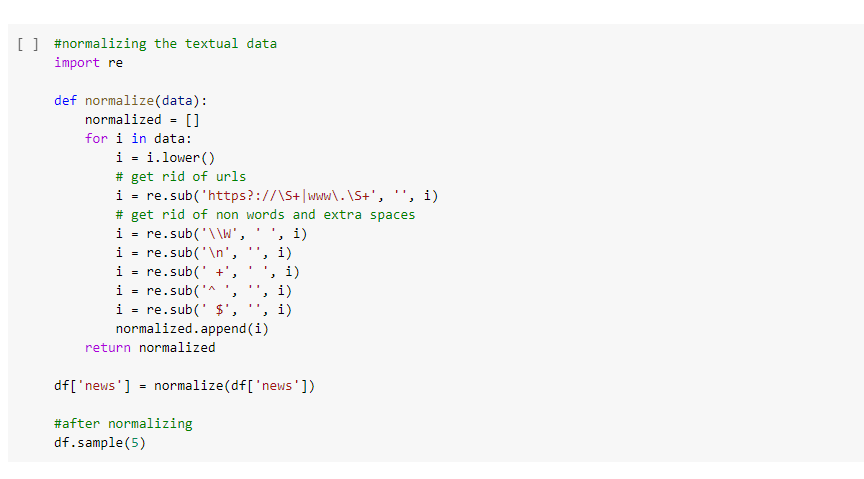 [ ] #normalizing the textual data
import re
def normalize(data):
    normalized = []
    for i in data:
        i = i.lower()
        # get rid of urls
        i = re.sub('https?://\S+|www\.\S+', '', i)
        # get rid of non words and extra spaces
        i = re.sub('\\W', ' ', i)
        i = re.sub('\n', '', i)
        i = re.sub(' +', ' ', i)
        i = re.sub('^ ', '', i)
        i = re.sub(' $', '', i)
        normalized.append(i)
    return normalized
df['news'] = normalize(df['news'])
#after normalizing
df.sample(5)